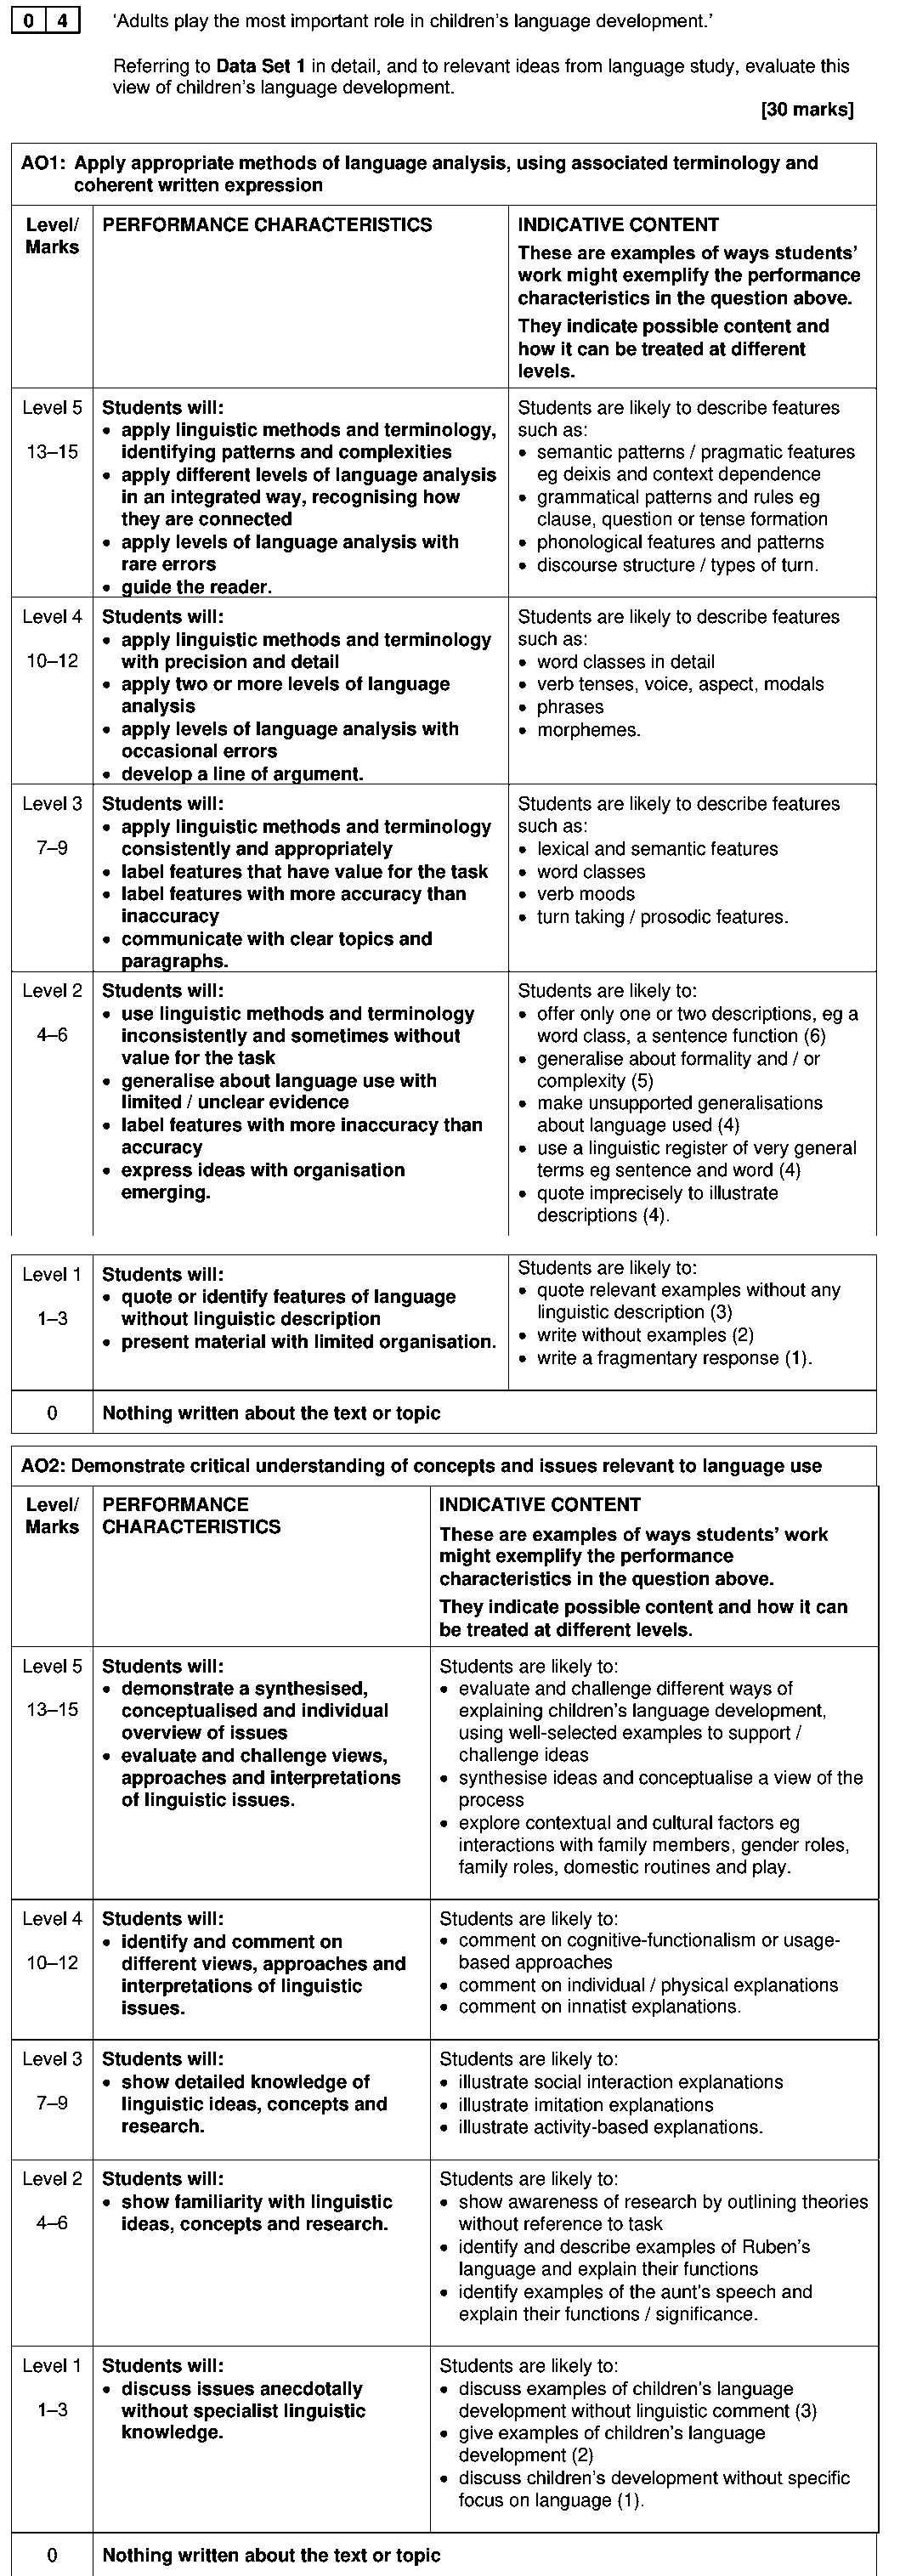 0 4 'Adults play the most important role in children's language development.'
Referring to Data Set 1 in detail, and to relevant ideas from language study, evaluate this
view of children's language development.
[30 marks]
AO1: Apply appropriate methods of language analysis, using associated terminology and
coherent written expression
Level/
Marks
PERFORMANCE CHARACTERISTICS
INDICATIVE CONTENT
These are examples of ways students'
work might exemplify the performance
characteristics in the question above.
They indicate possible content and
how it can be treated at different
levels.
Level 5
13–15
Students will:
• apply linguistic methods and terminology,
identifying patterns and complexities
• apply different levels of language analysis
in an integrated way, recognising how
they are connected
• apply levels of language analysis with
rare errors
• guide the reader.
Students are likely to describe features
such as:
• semantic patterns / pragmatic features
eg deixis and context dependence
• grammatical patterns and rules eg
clause, question or tense formation
• phonological features and patterns
• discourse structure / types of turn.
Level 4
10–12
Students will:
• apply linguistic methods and terminology
with precision and detail
• apply two or more levels of language
analysis
• apply levels of language analysis with
occasional errors
• develop a line of argument.
Students are likely to describe features
such as:
• word classes in detail
• verb tenses, voice, aspect, modals
• phrases
• morphemes.
Level 3
7–9
Students will:
• apply linguistic methods and terminology
consistently and appropriately
• label features that have value for the task
• label features with more accuracy than
inaccuracy
• communicate with clear topics and
paragraphs.
Students are likely to describe features
such as:
• lexical and semantic features
• word classes
• verb moods
• turn taking / prosodic features.
Level 2
4–6
Students will:
• use linguistic methods and terminology
inconsistently and sometimes without
value for the task
• generalise about language use with
limited / unclear evidence
• label features with more inaccuracy than
accuracy
• express ideas with organisation
emerging.
Students are likely to:
• offer only one or two descriptions, eg a
word class, a sentence function (6)
• generalise about formality and / or
complexity (5)
• make unsupported generalisations
about language used (4)
• use a linguistic register of very general
terms eg sentence and word (4)
• quote imprecisely to illustrate
descriptions (4).
Level 1
1–3
Students will:
• quote or identify features of language
without linguistic description
• present material with limited organisation.
Students are likely to:
• quote relevant examples without any
linguistic description (3)
• write without examples (2)
• write a fragmentary response (1).
0
Nothing written about the text or topic
AO2: Demonstrate critical understanding of concepts and issues relevant to language use
Level/
Marks
PERFORMANCE
CHARACTERISTICS
INDICATIVE CONTENT
These are examples of ways students' work
might exemplify the performance
characteristics in the question above.
They indicate possible content and how it can
be treated at different levels.
Level 5
13–15
Students will:
• demonstrate a synthesised,
conceptualised and individual
overview of issues
• evaluate and challenge views,
approaches and interpretations
of linguistic issues.
Students are likely to:
• evaluate and challenge different ways of
explaining children's language development,
using well-selected examples to support /
challenge ideas
• synthesise ideas and conceptualise a view of the
process
• explore contextual and cultural factors eg
interactions with family members, gender roles,
family roles, domestic routines and play.
Level 4
10–12
Students will:
• identify and comment on
different views, approaches and
interpretations of linguistic
issues.
Students are likely to:
• comment on cognitive-functionalism or usage-
based approaches
• comment on individual / physical explanations
• comment on innatist explanations.
Level 3
7–9
Students will:
• show detailed knowledge of
linguistic ideas, concepts and
research.
Students are likely to:
• illustrate social interaction explanations
• illustrate imitation explanations
• illustrate activity-based explanations.
Level 2
4–6
Students will:
• show familiarity with linguistic
ideas, concepts and research.
Students are likely to:
• show awareness of research by outlining theories
without reference to task
• identify and describe examples of Ruben's
language and explain their functions
• identify examples of the aunt's speech and
explain their functions / significance.
Level 1
1–3
Students will:
• discuss issues anecdotally
without specialist linguistic
knowledge.
Students are likely to:
• discuss examples of children's language
development without linguistic comment (3)
• give examples of children's language
development (2)
• discuss children's development without specific
focus on language (1).
0
Nothing written about the text or topic